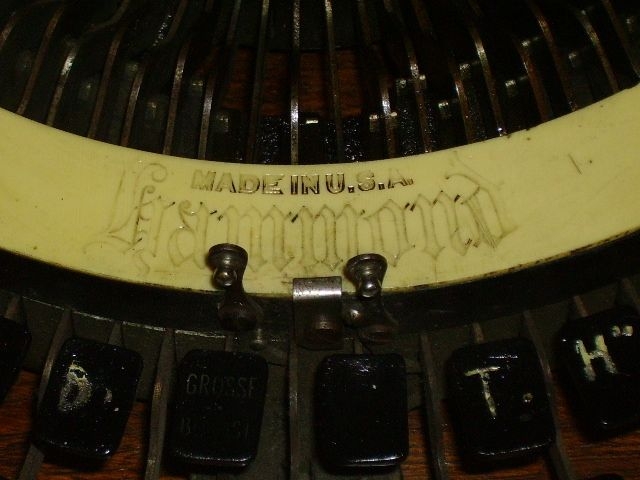 MADE IN U.S.A.
Hammond
D.
GROSSE
T.
H